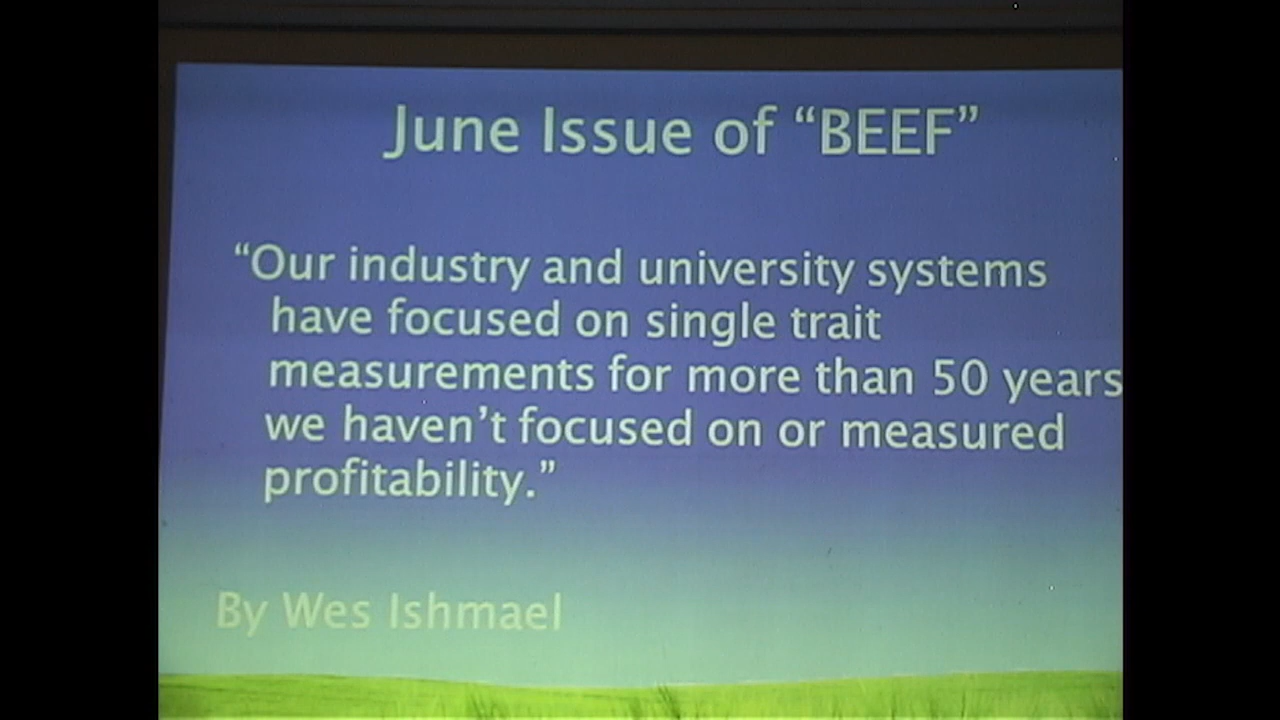 June Issue of “BEEF”
“Our industry and university systems
have focused on single trait
measurements for more than 50 years
we haven’t focused on or measured
profitability.”
By Wes Ishmael